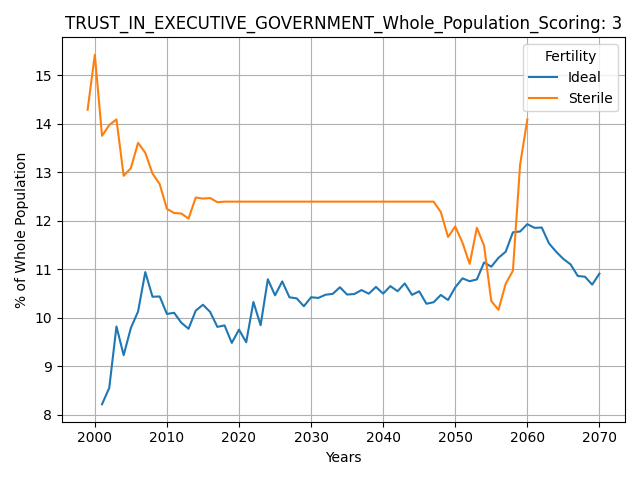 TRUST_IN_EXECUTIVE_GOVERNMENT_Whole_Population_Scoring: 3
Fertility
Ideal
Sterile
% of Whole Population
15
14
13
12
11
10
9
8
2000 2010 2020 2030 2040 2050 2060 2070
Years